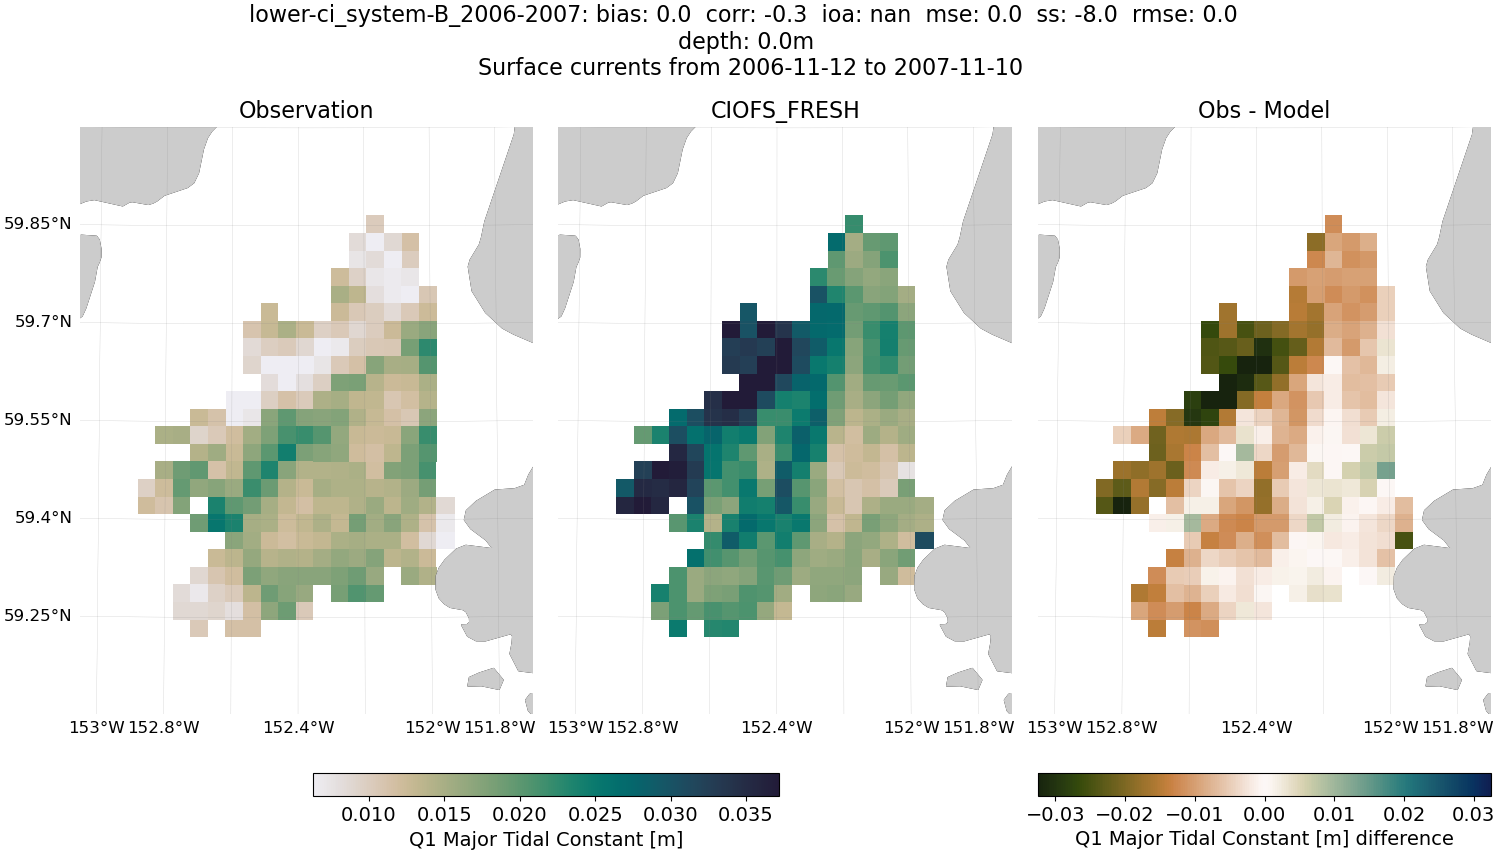 lower-ci_system-B_2006-2007: bias: 0.0  corr: -0.3  ioa: nan  mse: 0.0  ss: -8.0  rmse: 0.0
depth: 0.0m
Surface currents from 2006-11-12 to 2007-11-10
Observation
CIOFS_FRESH
Obs - Model
59.85°N
59.7°N
59.55°N
59.4°N
59.25°N
153°W 152.8°W 152.4°W 152°W 151.8°W
153°W 152.8°W 152.4°W 152°W 151.8°W
153°W 152.8°W 152.4°W 152°W 151.8°W
0.010 0.015 0.020 0.025 0.030 0.035
Q1 Major Tidal Constant [m]
−0.03 −0.02 −0.01 0.00 0.01 0.02 0.03
Q1 Major Tidal Constant [m] difference